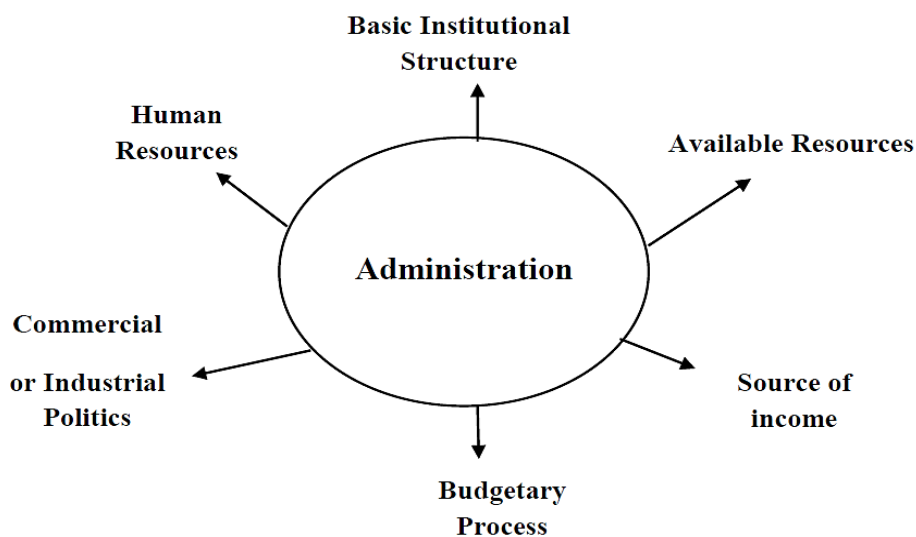 Basic Institutional
Structure
Human
Resources
Available Resources
Administration
Commercial
or Industrial
Politics
Source of
income
Budgetary
Process